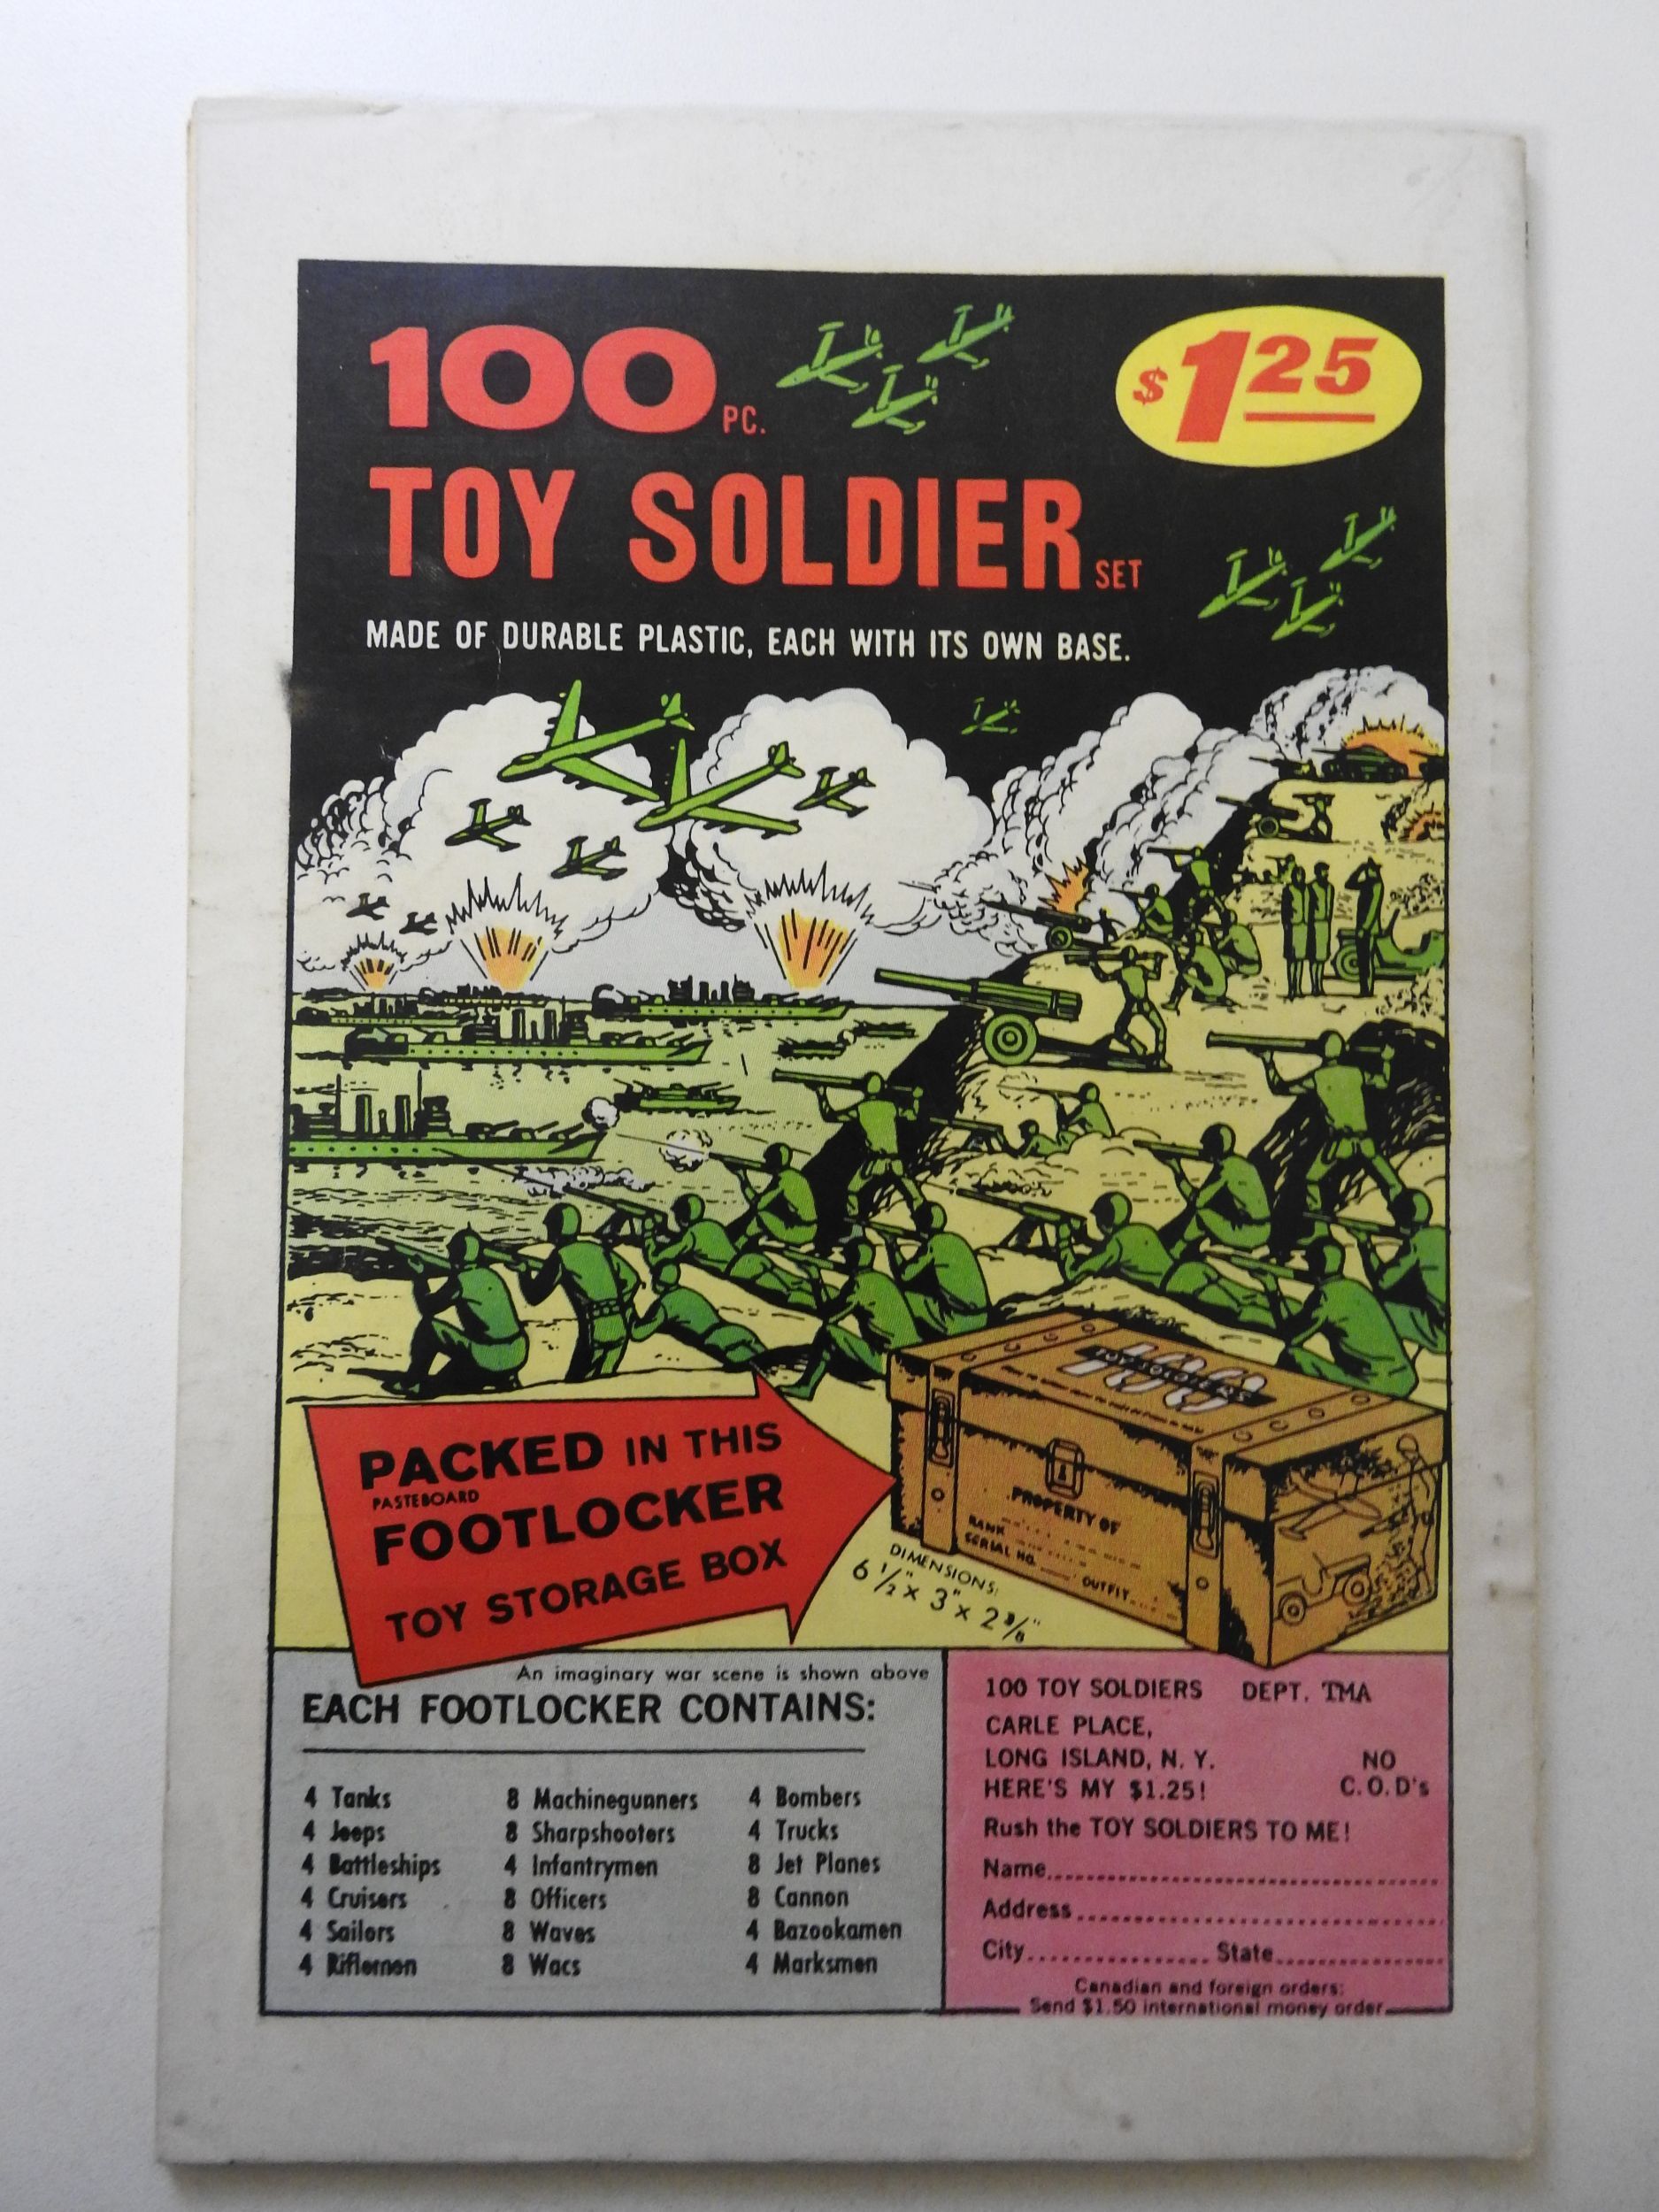 100 PC.
$1 25
TOY SOLDIER SET
MADE OF DURABLE PLASTIC, EACH WITH ITS OWN BASE.
PACKED IN THIS
PASTEBOARD
FOOTLOCKER
TOY STORAGE BOX
100
TOY SOLDIERS
PROPERTY OF
RANK
SERIAL NO.
OUTFIT
DIMENSIONS:
6 1/2" x 3" x 2 3/8"
An imaginary war scene is shown above
EACH FOOTLOCKER CONTAINS:
4 Tanks
4 Jeeps
4 Battleships
4 Cruisers
4 Sailors
4 Riflemen
8 Machinegunners
8 Sharpshooters
4 Infantrymen
8 Officers
8 Waves
8 Wacs
4 Bombers
4 Trucks
8 Jet Planes
8 Cannon
4 Bazookamen
4 Marksmen
100 TOY SOLDIERS DEPT. TMA
CARLE PLACE,
LONG ISLAND, N. Y. NO
HERE'S MY $1.25! C.O.D's
Rush the TOY SOLDIERS TO ME!
Name
Address
City State
Canadian and foreign orders:
Send $1.50 international money order